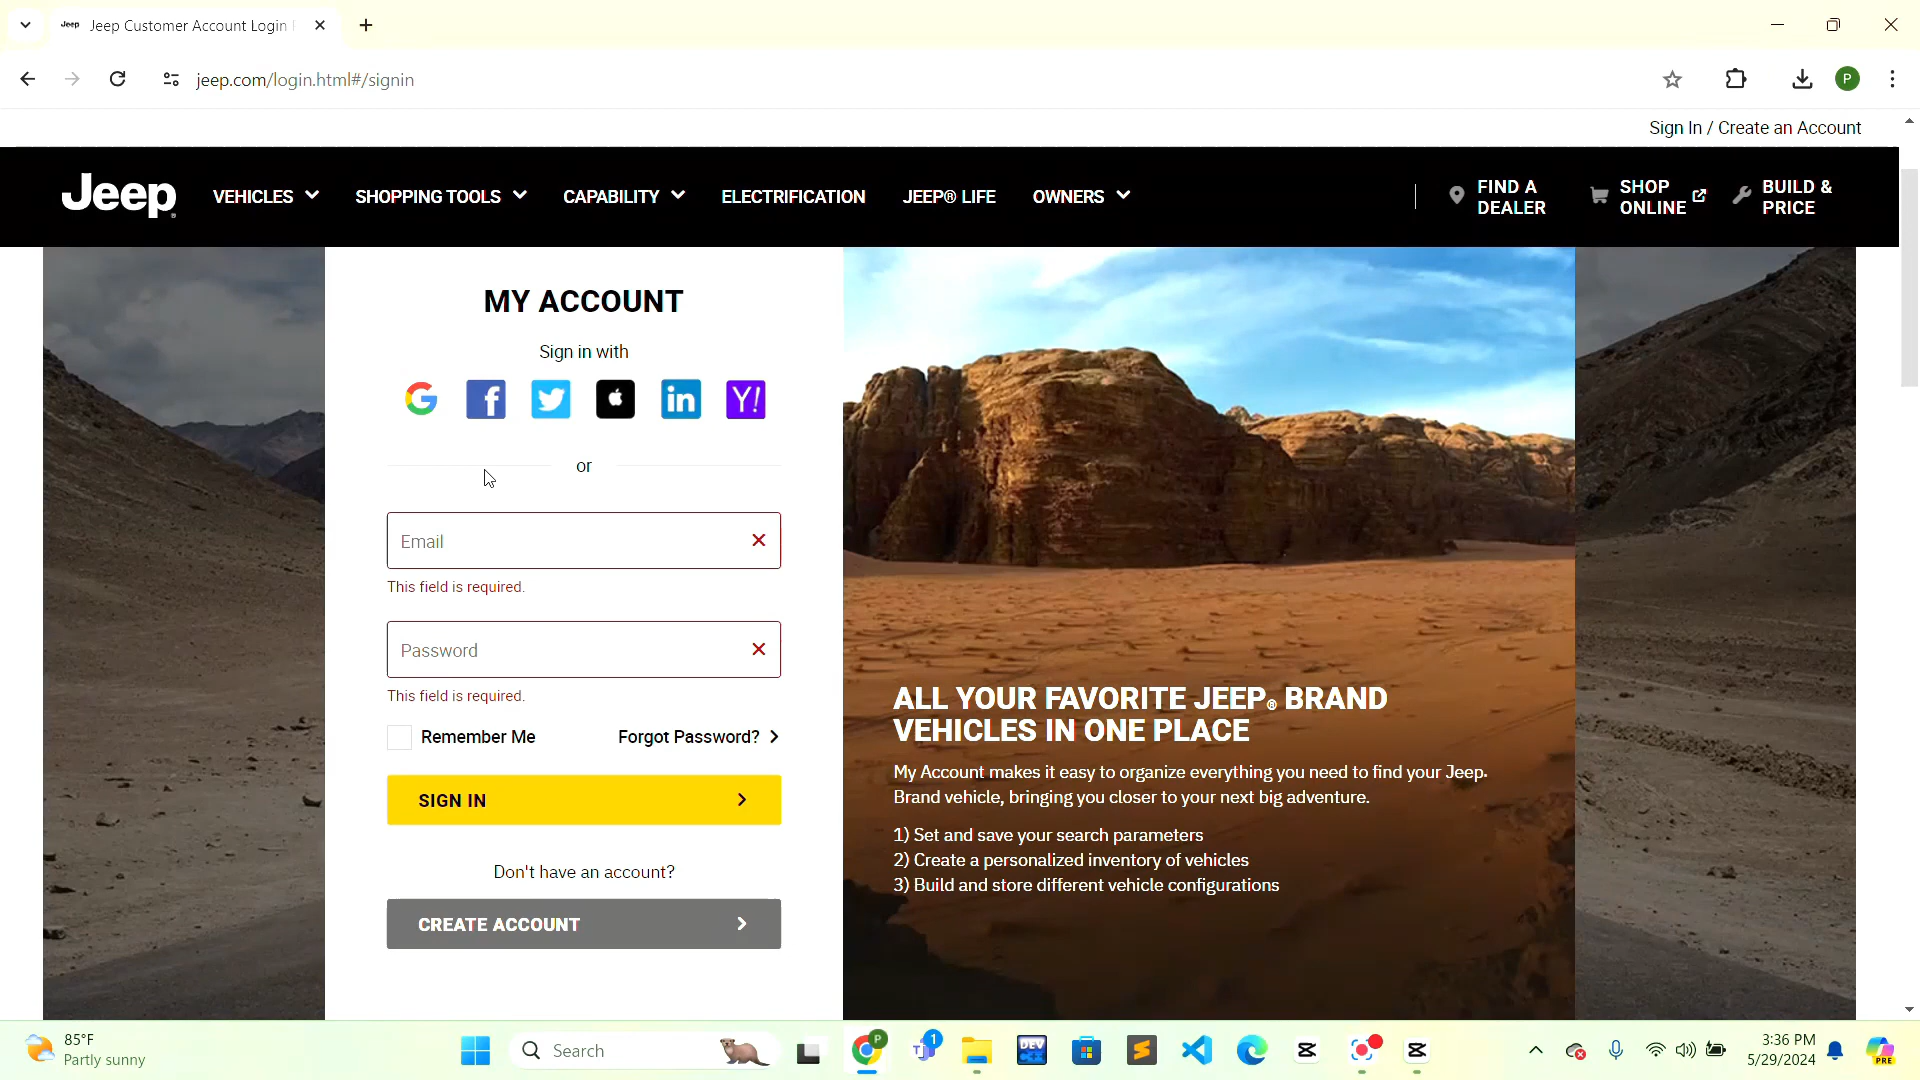 Jeep Jeep Customer Account Login
jeep.com/login.html#/signin
P
Sign In / Create an Account
Jeep
VEHICLES
SHOPPING TOOLS
CAPABILITY
ELECTRIFICATION
JEEP® LIFE
OWNERS
FIND A
DEALER
SHOP
ONLINE
BUILD &
PRICE
MY ACCOUNT
Sign in with
G f in Y!
or
Email
This field is required.
Password
This field is required.
Remember Me
Forgot Password?
SIGN IN
Don't have an account?
CREATE ACCOUNT
ALL YOUR FAVORITE JEEP® BRAND
VEHICLES IN ONE PLACE
My Account makes it easy to organize everything you need to find your Jeep.
Brand vehicle, bringing you closer to your next big adventure.
1) Set and save your search parameters
2) Create a personalized inventory of vehicles
3) Build and store different vehicle configurations
85°F
Partly sunny
Search
P
1
DEV
3:36 PM
5/29/2024
PRE